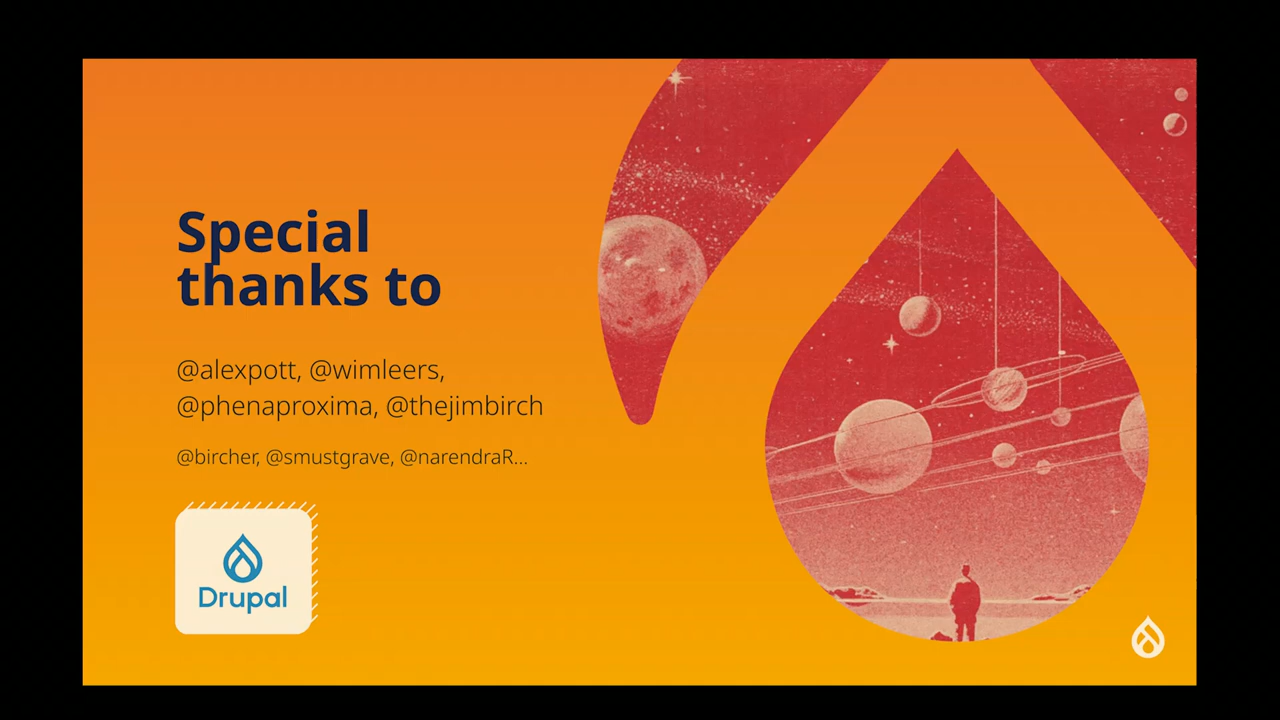 Special
thanks to
@alexpott, @wimleers,
@phenaproxima, @thejimbirch
@bircher, @smustgrave, @narendraR...
Drupal